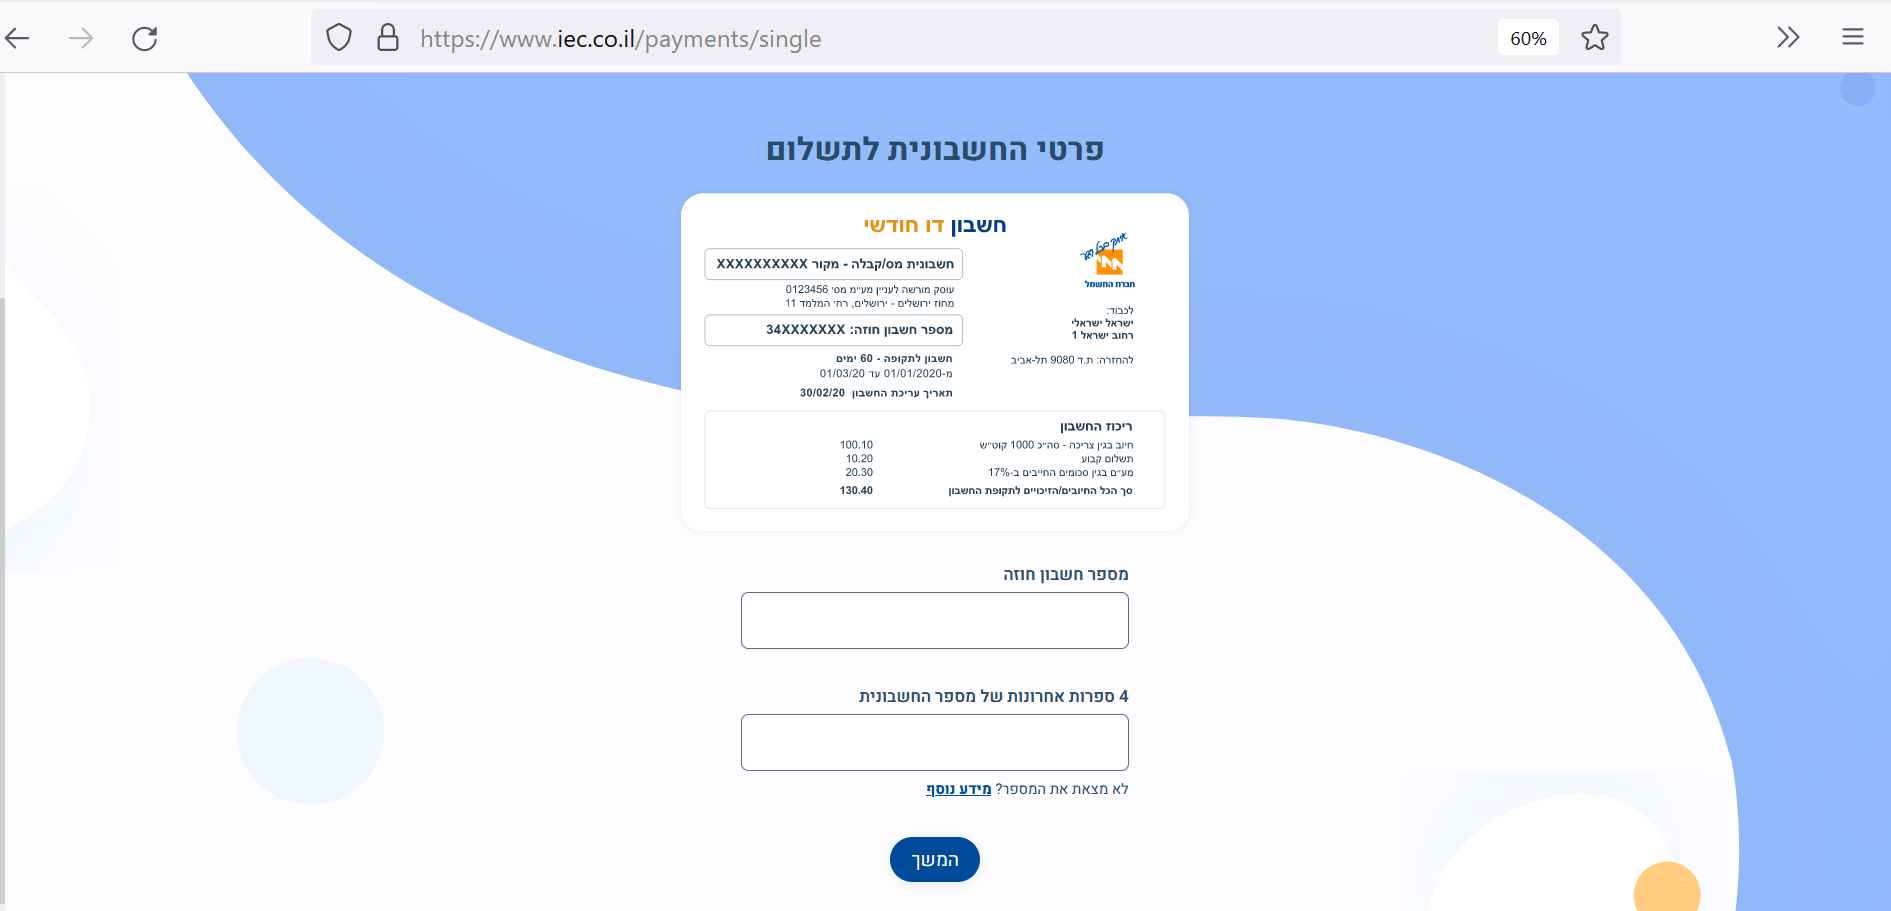 https://www.iec.co.il/payments/single
60%
פרטי החשבונית לתשלום
חשבון דו חודשי
חברת החשמל
חשבונית מס/קבלה - מקור XXXXXXXXXX
עוסק מורשה לעניין מע״מ מס׳ 0123456
מחוז ירושלים - ירושלים, רח׳ המלמד 11
מספר חשבון חוזה: 34XXXXXXX
חשבון לתקופה - 60 ימים
מ-01/01/2020 עד 01/03/20
תאריך עריכת החשבון 30/02/20
לכבוד:
ישראל ישראלי
רחוב ישראל 1
להחזרה: ת.ד 9080 תל-אביב
ריכוז החשבון
חיוב בגין צריכה - סה״כ 1000 קוט״ש 100.10
תשלום קבוע 10.20
מע״ם בגין סכומים החייבים ב-17% 20.30
סך הכל החיובים/הזיכויים לתקופת החשבון 130.40
מספר חשבון חוזה
4 ספרות אחרונות של מספר החשבונית
לא מצאת את המספר? מידע נוסף
המשך